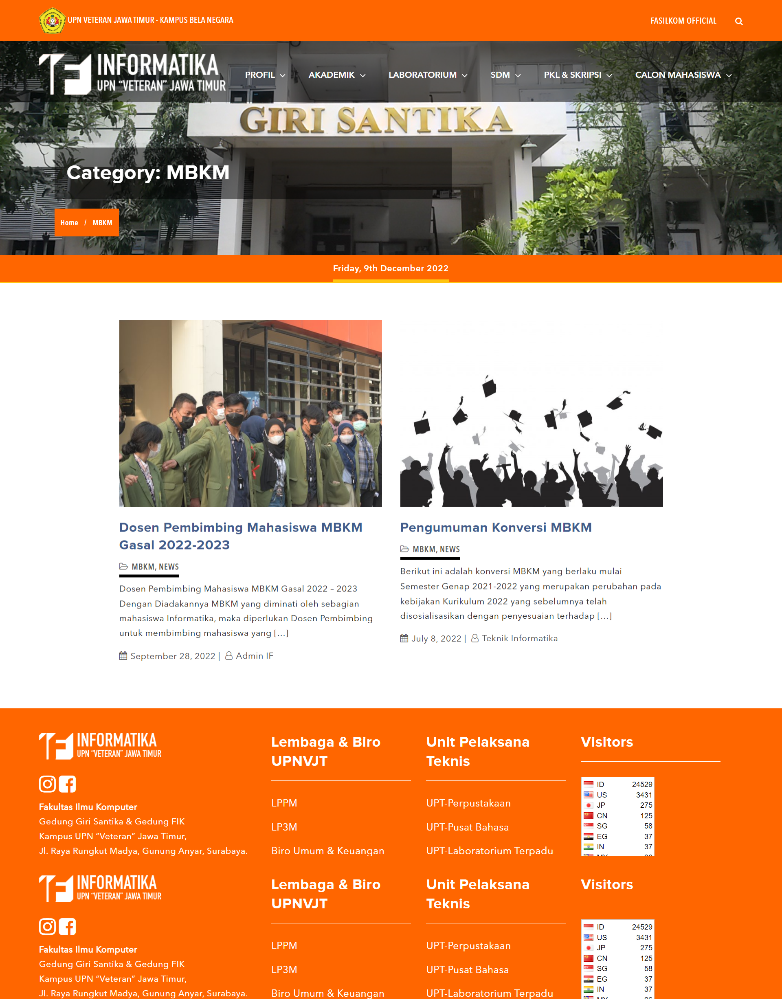 UPN VETERAN JAWA TIMUR - KAMPUS BELA NEGARA
FASILKOM OFFICIAL
INFORMATIKA
UPN “VETERAN” JAWA TIMUR
PROFIL
AKADEMIK
LABORATORIUM
SDM
PKL & SKRIPSI
CALON MAHASISWA
GIRI SANTIKA
Category: MBKM
Home / MBKM
Friday, 9th December 2022
Dosen Pembimbing Mahasiswa MBKM
Gasal 2022-2023
MBKM, NEWS
Dosen Pembimbing Mahasiswa MBKM Gasal 2022 – 2023
Dengan Diadakannya MBKM yang diminati oleh sebagian
mahasiswa Informatika, maka diperlukan Dosen Pembimbing
untuk membimbing mahasiswa yang […]
September 28, 2022 | Admin IF
Pengumuman Konversi MBKM
MBKM, NEWS
Berikut ini adalah konversi MBKM yang berlaku mulai
Semester Genap 2021-2022 yang merupakan perubahan pada
kebijakan Kurikulum 2022 yang sebelumnya telah
disosialisasikan dengan penyesuaian terhadap […]
July 8, 2022 | Teknik Informatika
INFORMATIKA
UPN “VETERAN” JAWA TIMUR
Fakultas Ilmu Komputer
Gedung Giri Santika & Gedung FIK
Kampus UPN “Veteran” Jawa Timur,
Jl. Raya Rungkut Madya, Gunung Anyar, Surabaya.
Lembaga & Biro
UPNVJT
LPPM
LP3M
Biro Umum & Keuangan
Unit Pelaksana
Teknis
UPT-Perpustakaan
UPT-Pusat Bahasa
UPT-Laboratorium Terpadu
Visitors
ID 24529
US 3431
JP 275
CN 125
SG 58
EG 37
IN 37
INFORMATIKA
UPN “VETERAN” JAWA TIMUR
Fakultas Ilmu Komputer
Gedung Giri Santika & Gedung FIK
Kampus UPN “Veteran” Jawa Timur,
Jl. Raya Rungkut Madya, Gunung Anyar, Surabaya.
Lembaga & Biro
UPNVJT
LPPM
LP3M
Biro Umum & Keuangan
Unit Pelaksana
Teknis
UPT-Perpustakaan
UPT-Pusat Bahasa
UPT-Laboratorium Terpadu
Visitors
ID 24529
US 3431
JP 275
CN 125
SG 58
EG 37
IN 37